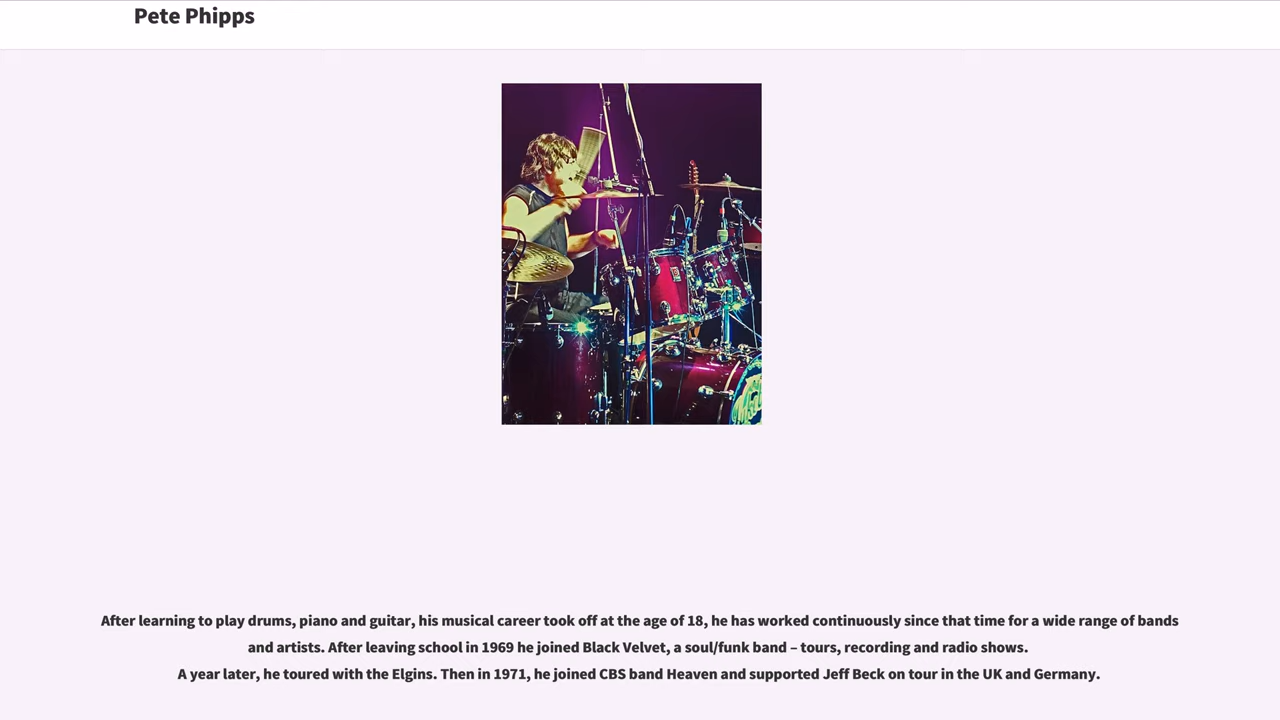 Pete Phipps
After learning to play drums, piano and guitar, his musical career took off at the age of 18, he has worked continuously since that time for a wide range of bands
and artists. After leaving school in 1969 he joined Black Velvet, a soul/funk band – tours, recording and radio shows.
A year later, he toured with the Elgins. Then in 1971, he joined CBS band Heaven and supported Jeff Beck on tour in the UK and Germany.